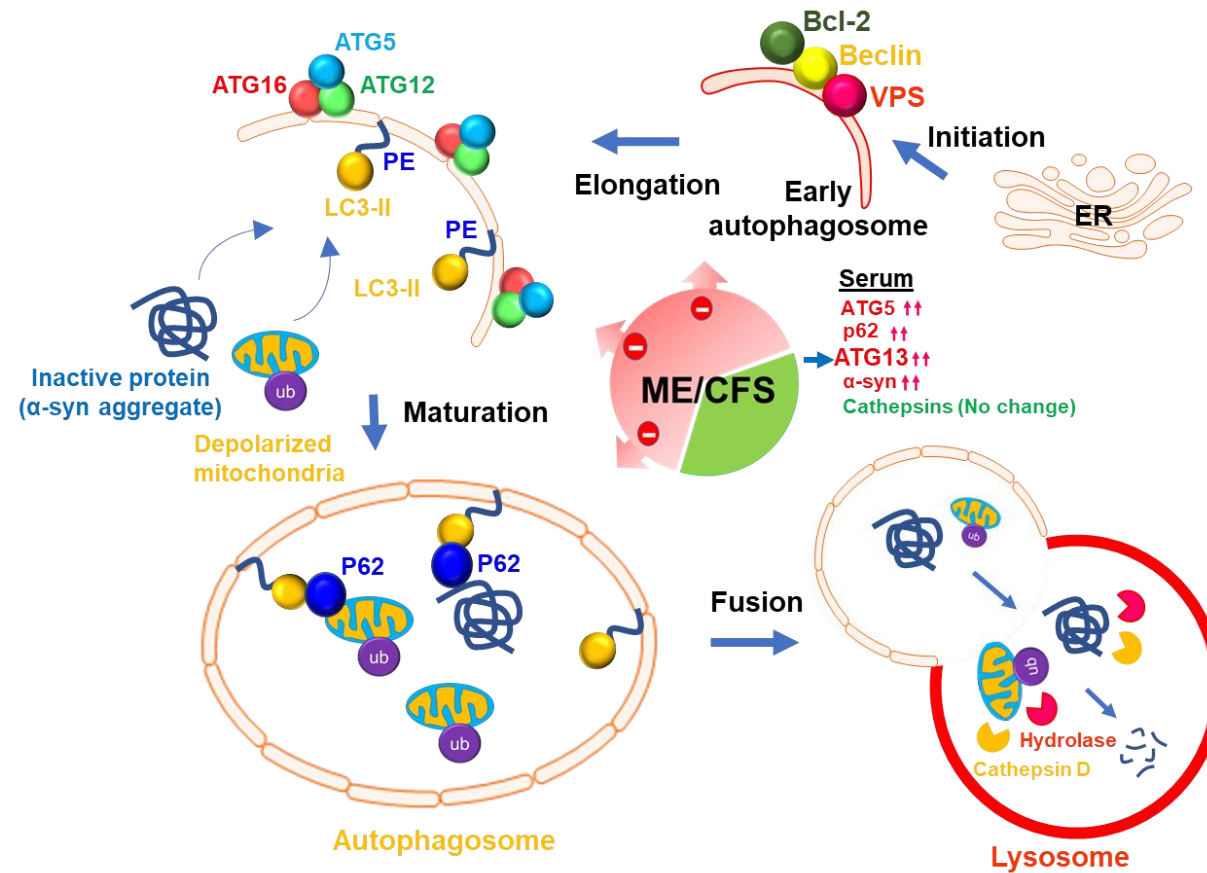 Bcl-2
Beclin
VPS
ATG5
ATG16
ATG12
PE
LC3-II
PE
LC3-II
Elongation
Initiation
Early
autophagosome
ER
Inactive protein
(α-syn aggregate)
ub
Depolarized
mitochondria
Maturation
ME/CFS
Serum
ATG5
p62
ATG13
α-syn
Cathepsins (No change)
P62
P62
ub
ub
Autophagosome
Fusion
ub
ub
Hydrolase
Cathepsin D
Lysosome